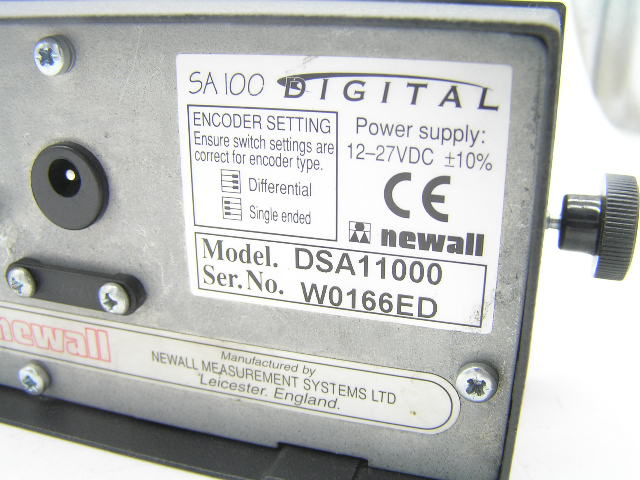 SA100 DIGITAL
ENCODER SETTING
Ensure switch settings are
correct for encoder type.
Differential
Single ended
Power supply:
12–27VDC ±10%
CE
newall
Model. DSA11000
Ser.No. W0166ED
newall
Manufactured by
NEWALL MEASUREMENT SYSTEMS LTD
Leicester. England.